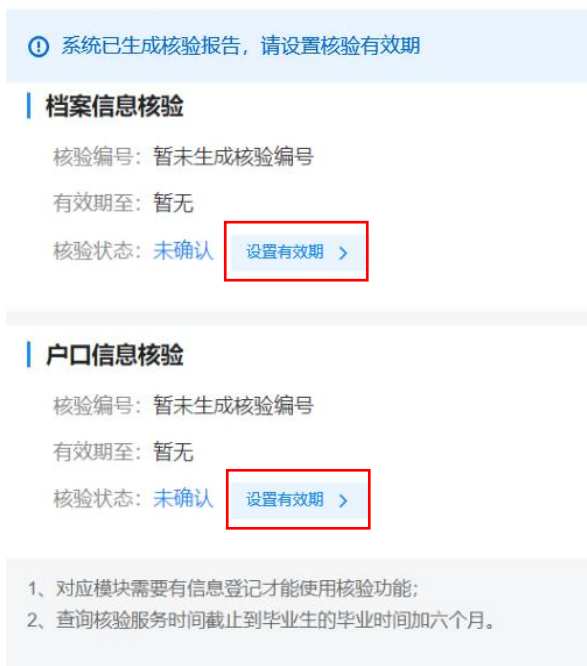 系统已生成核验报告，请设置核验有效期
档案信息核验
核验编号：暂未生成核验编号
有效期至：暂无
核验状态：未确认 设置有效期 >
户口信息核验
核验编号：暂未生成核验编号
有效期至：暂无
核验状态：未确认 设置有效期 >
1、对应模块需要有信息登记才能使用核验功能；
2、查询核验服务时间截止到毕业生的毕业时间加六个月。